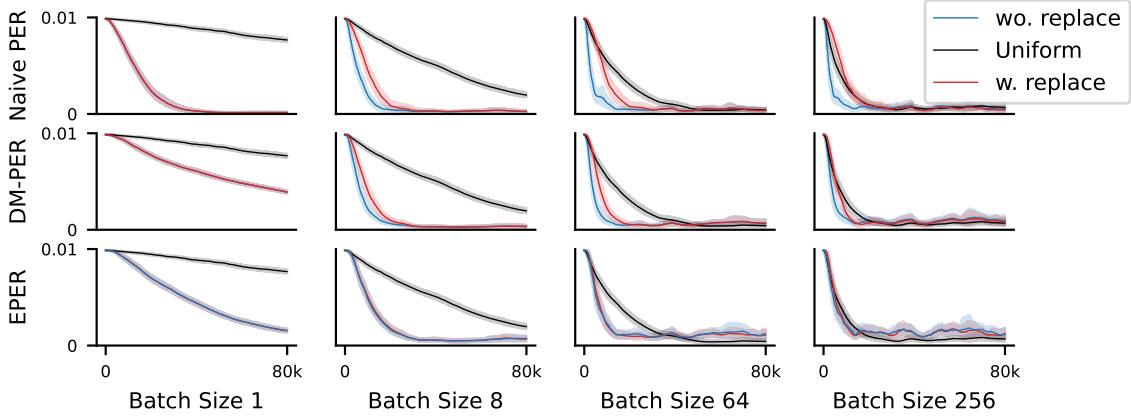 Naive PER
0.01
0
wo. replace
Uniform
w. replace
DM-PER
0.01
0
EPER
0.01
0
0 80k 0 80k 0 80k 0 80k
Batch Size 1 Batch Size 8 Batch Size 64 Batch Size 256